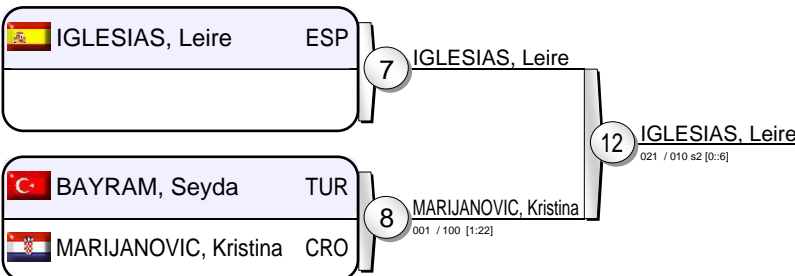 IGLESIAS, Leire ESP
7 IGLESIAS, Leire
12 IGLESIAS, Leire
021 / 010 s2 [0::6]
BAYRAM, Seyda TUR
8 MARIJANOVIC, Kristina
001 / 100 [1:22]
MARIJANOVIC, Kristina CRO